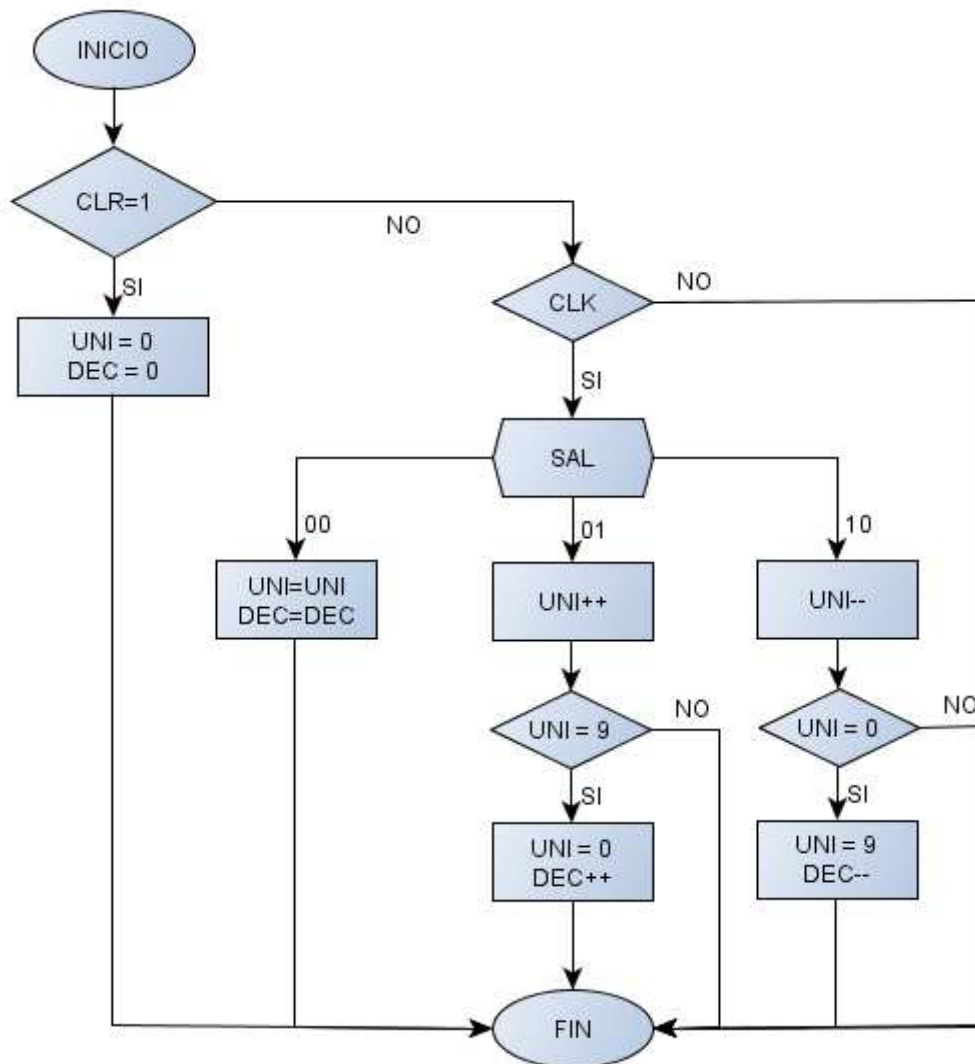 INICIO
CLR=1
NO
SI
CLK
NO
UNI = 0
DEC = 0
SI
SAL
00
01
10
UNI=UNI
DEC=DEC
UNI++
UNI--
UNI = 9
NO
UNI = 0
NO
SI
SI
UNI = 0
DEC++
UNI = 9
DEC--
FIN